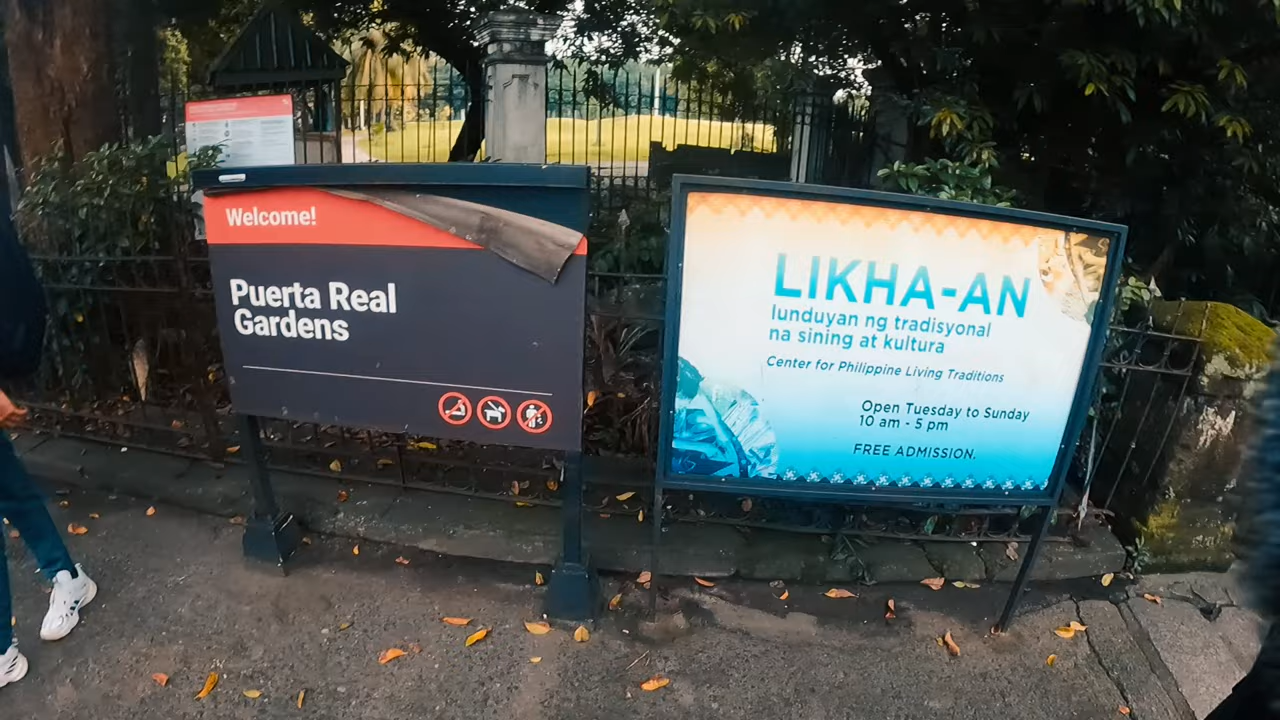 Welcome!
Puerta Real
Gardens
LIKHA-AN
lunduyan ng tradisyonal
na sining at kultura
Center for Philippine Living Traditions
Open Tuesday to Sunday
10 am - 5 pm
FREE ADMISSION.